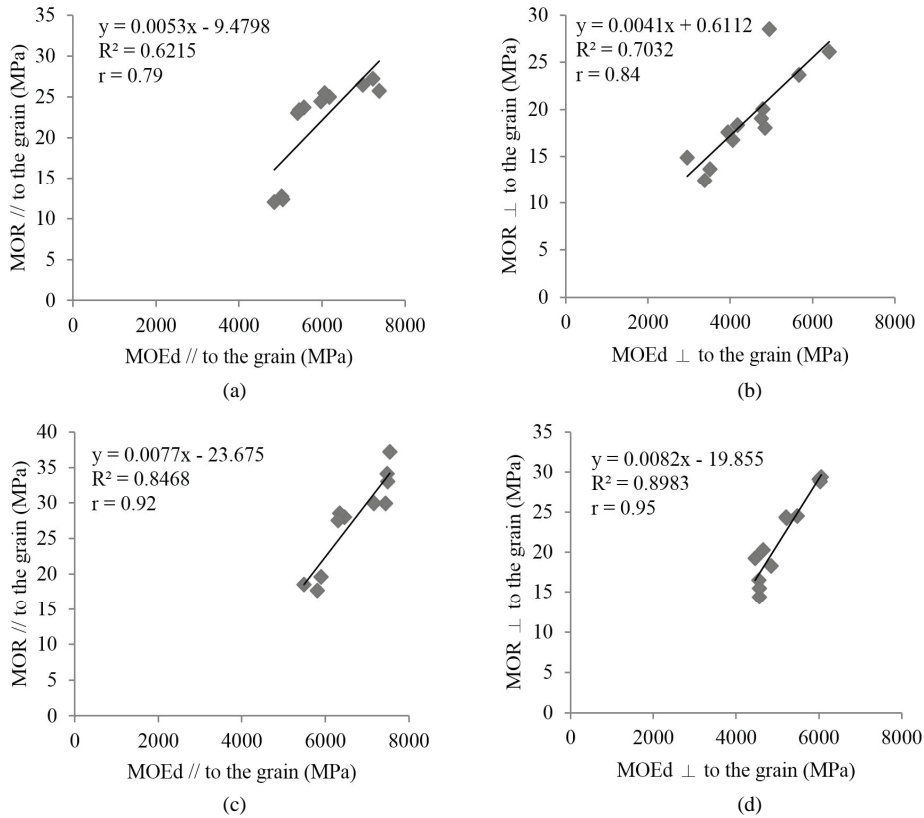 y = 0.0053x - 9.4798
R² = 0.6215
r = 0.79
MOR // to the grain (MPa)
30
25
20
15
10
5
0
0 2000 4000 6000 8000
MOEd // to the grain (MPa)
(a)
y = 0.0041x + 0.6112
R² = 0.7032
r = 0.84
MOR ⊥ to the grain (MPa)
30
25
20
15
10
5
0
0 2000 4000 6000 8000
MOEd ⊥ to the grain (MPa)
(b)
y = 0.0077x - 23.675
R² = 0.8468
r = 0.92
MOR // to the grain (MPa)
40
35
30
25
20
15
10
5
0
0 2000 4000 6000 8000
MOEd // to the grain (MPa)
(c)
y = 0.0082x - 19.855
R² = 0.8983
r = 0.95
MOR ⊥ to the grain (MPa)
35
30
25
20
15
10
5
0
0 2000 4000 6000 8000
MOEd ⊥ to the grain (MPa)
(d)